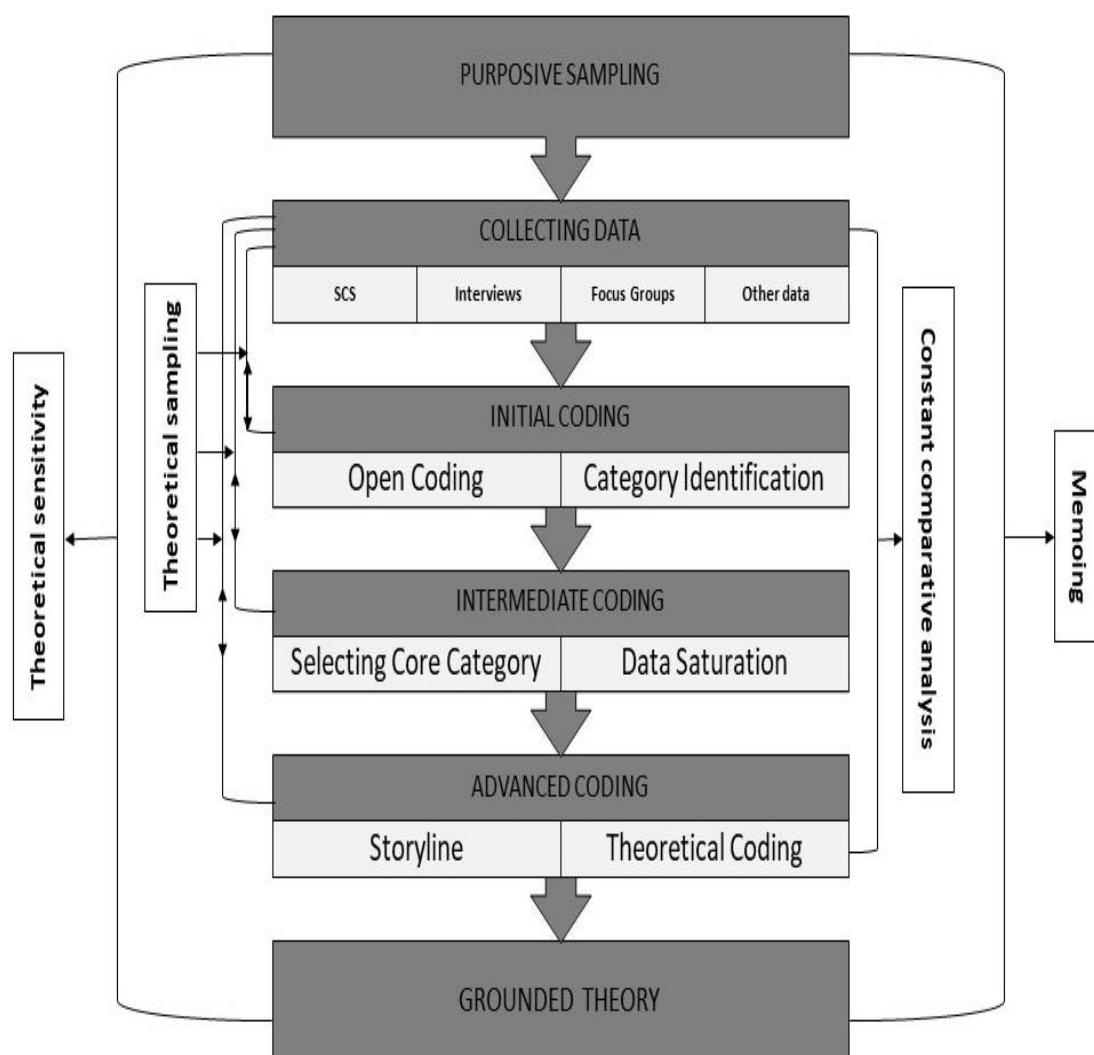 PURPOSIVE SAMPLING
COLLECTING DATA
SCS
Interviews
Focus Groups
Other data
INITIAL CODING
Open Coding
Category Identification
INTERMEDIATE CODING
Selecting Core Category
Data Saturation
ADVANCED CODING
Storyline
Theoretical Coding
GROUNDED THEORY
Theoretical sensitivity
Theoretical sampling
Constant comparative analysis
Memoing